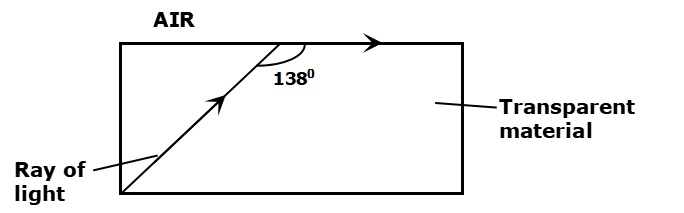 AIR
138⁰
Transparent
material
Ray of
light